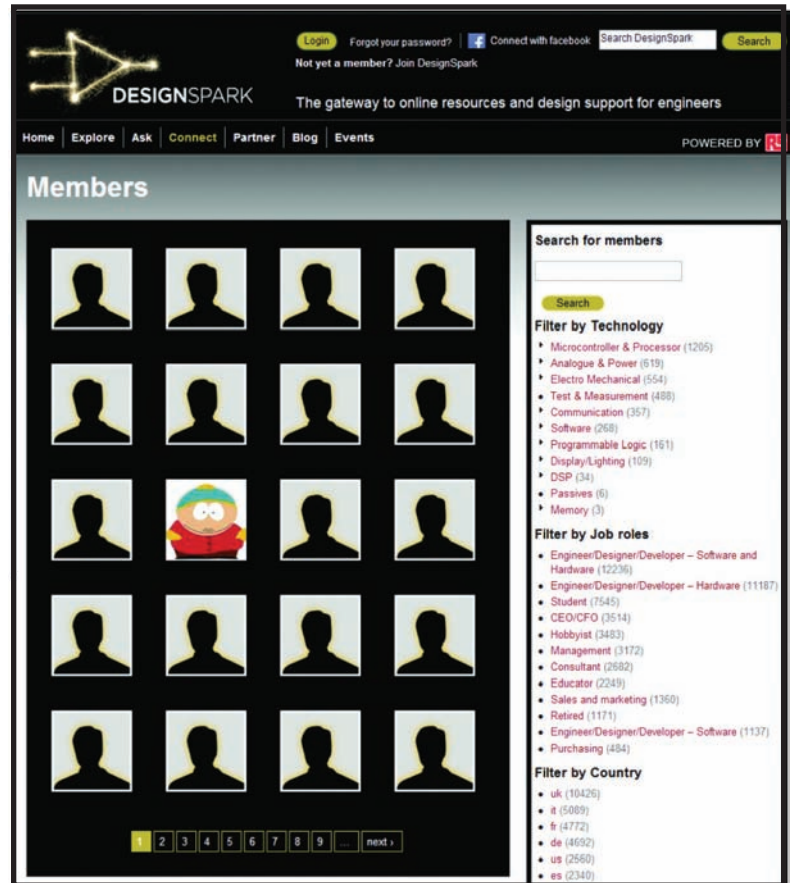 Login Forgot your password? Connect with facebook Search DesignSpark Search
Not yet a member? Join DesignSpark
DESIGNSPARK
The gateway to online resources and design support for engineers
Home Explore Ask Connect Partner Blog Events
POWERED BY
Members
Search for members
Search
Filter by Technology
Microcontroller & Processor (1205)
Analogue & Power (619)
Electro Mechanical (554)
Test & Measurement (488)
Communication (357)
Software (268)
Programmable Logic (161)
Display/Lighting (109)
DSP (34)
Passives (6)
Memory (3)
Filter by Job roles
Engineer/Designer/Developer – Software and
Hardware (12236)
Engineer/Designer/Developer – Hardware (11187)
Student (7545)
CEO/CFO (3514)
Hobbyist (3483)
Management (3172)
Consultant (2682)
Educator (2249)
Sales and marketing (1360)
Retired (1171)
Engineer/Designer/Developer – Software (1137)
Purchasing (484)
Filter by Country
uk (10426)
it (5089)
fr (4772)
de (4692)
us (2560)
es (2340)
1 2 3 4 5 6 7 8 9 ... next ›